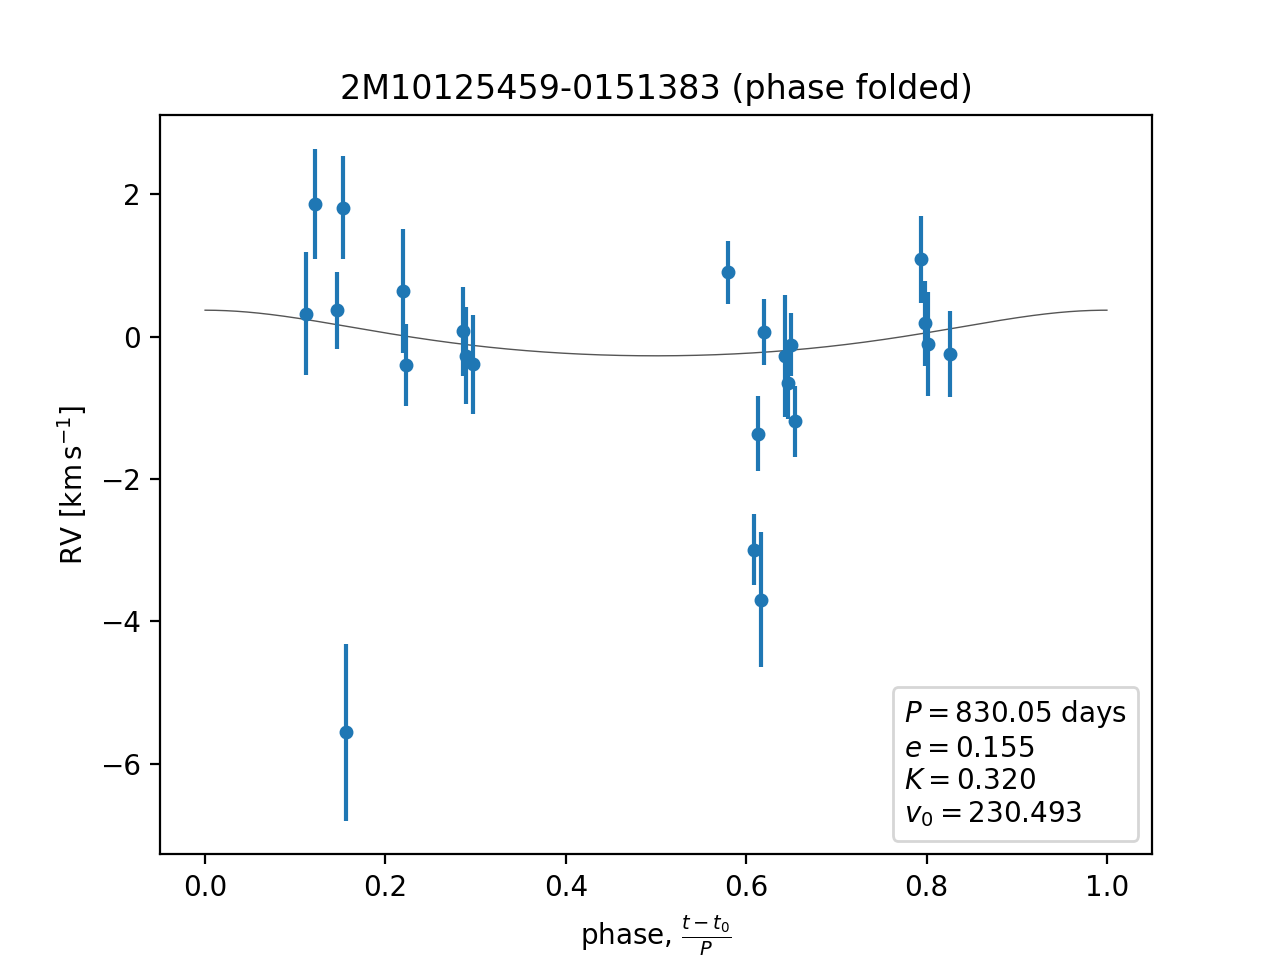 2M10125459-0151383 (phase folded)
RV [km s⁻¹]
2
0
−2
−4
−6
P = 830.05 days
e = 0.155
K = 0.320
v₀ = 230.493
0.0 0.2 0.4 0.6 0.8 1.0
phase, (t − t₀)/P